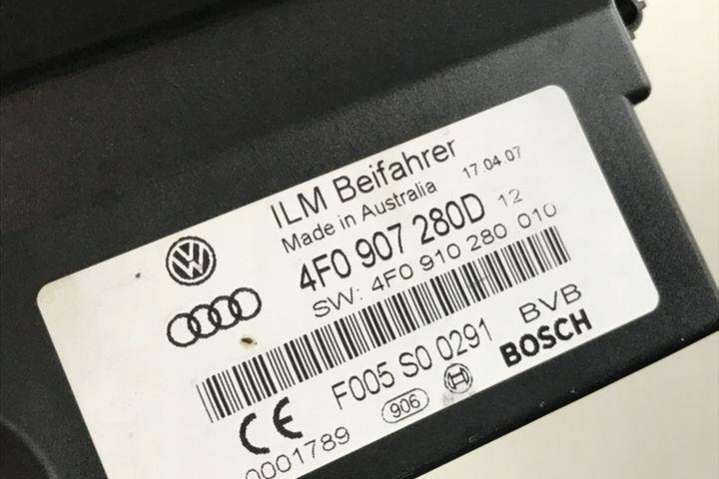 ILM Beifahrer
Made in Australia 17.04.07
4F0 907 280D 12
SW: 4F0 910 280 010
F005 S0 0291 BVB
906 BOSCH
0001789